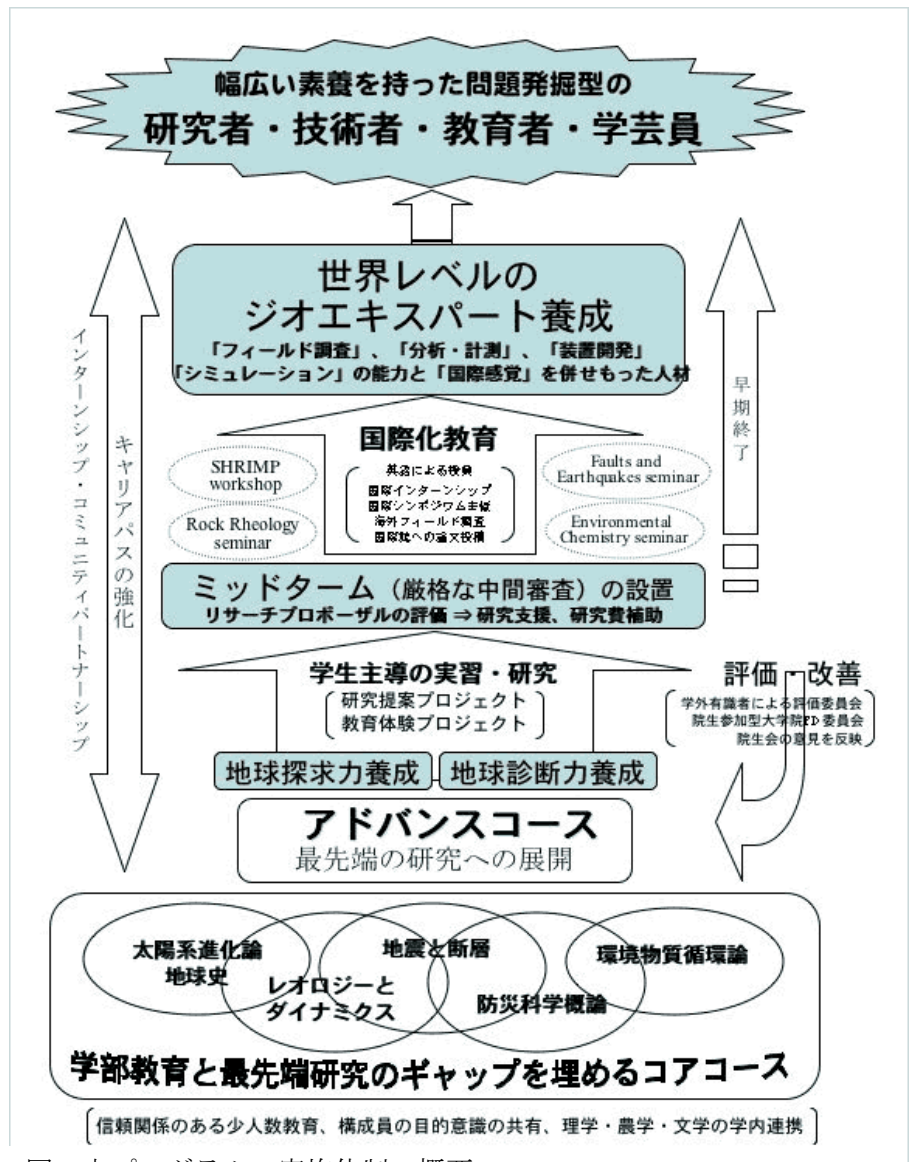 幅広い素養を持った問題発掘型の
研究者・技術者・教育者・学芸員
世界レベルの
ジオエキスパート養成
「フィールド調査」、「分析・計測」、「装置開発」
「シミュレーション」の能力と「国際感覚」を併せもった人材
インターンシップ・コミュニティパートナーシップ
キャリアパスの強化
早期終了
国際化教育
英語による授業
国際インターンシップ
国際シンポジウム主催
海外フィールド調査
国際誌への論文投稿
SHRIMP
workshop
Rock Rheology
seminar
Faults and
Earthquakes seminar
Environmental
Chemistry seminar
ミッドターム（厳格な中間審査）の設置
リサーチプロポーザルの評価 ⇒ 研究支援、研究費補助
学生主導の実習・研究
研究提案プロジェクト
教育体験プロジェクト
評価・改善
学外有識者による評価委員会
院生参加型大学院FD委員会
院生会の意見を反映
地球探求力養成
地球診断力養成
アドバンスコース
最先端の研究への展開
太陽系進化論
地球史
レオロジーと
ダイナミクス
地震と断層
防災科学概論
環境物質循環論
学部教育と最先端研究のギャップを埋めるコアコース
信頼関係のある少人数教育、構成員の目的意識の共有、理学・農学・文学の学内連携